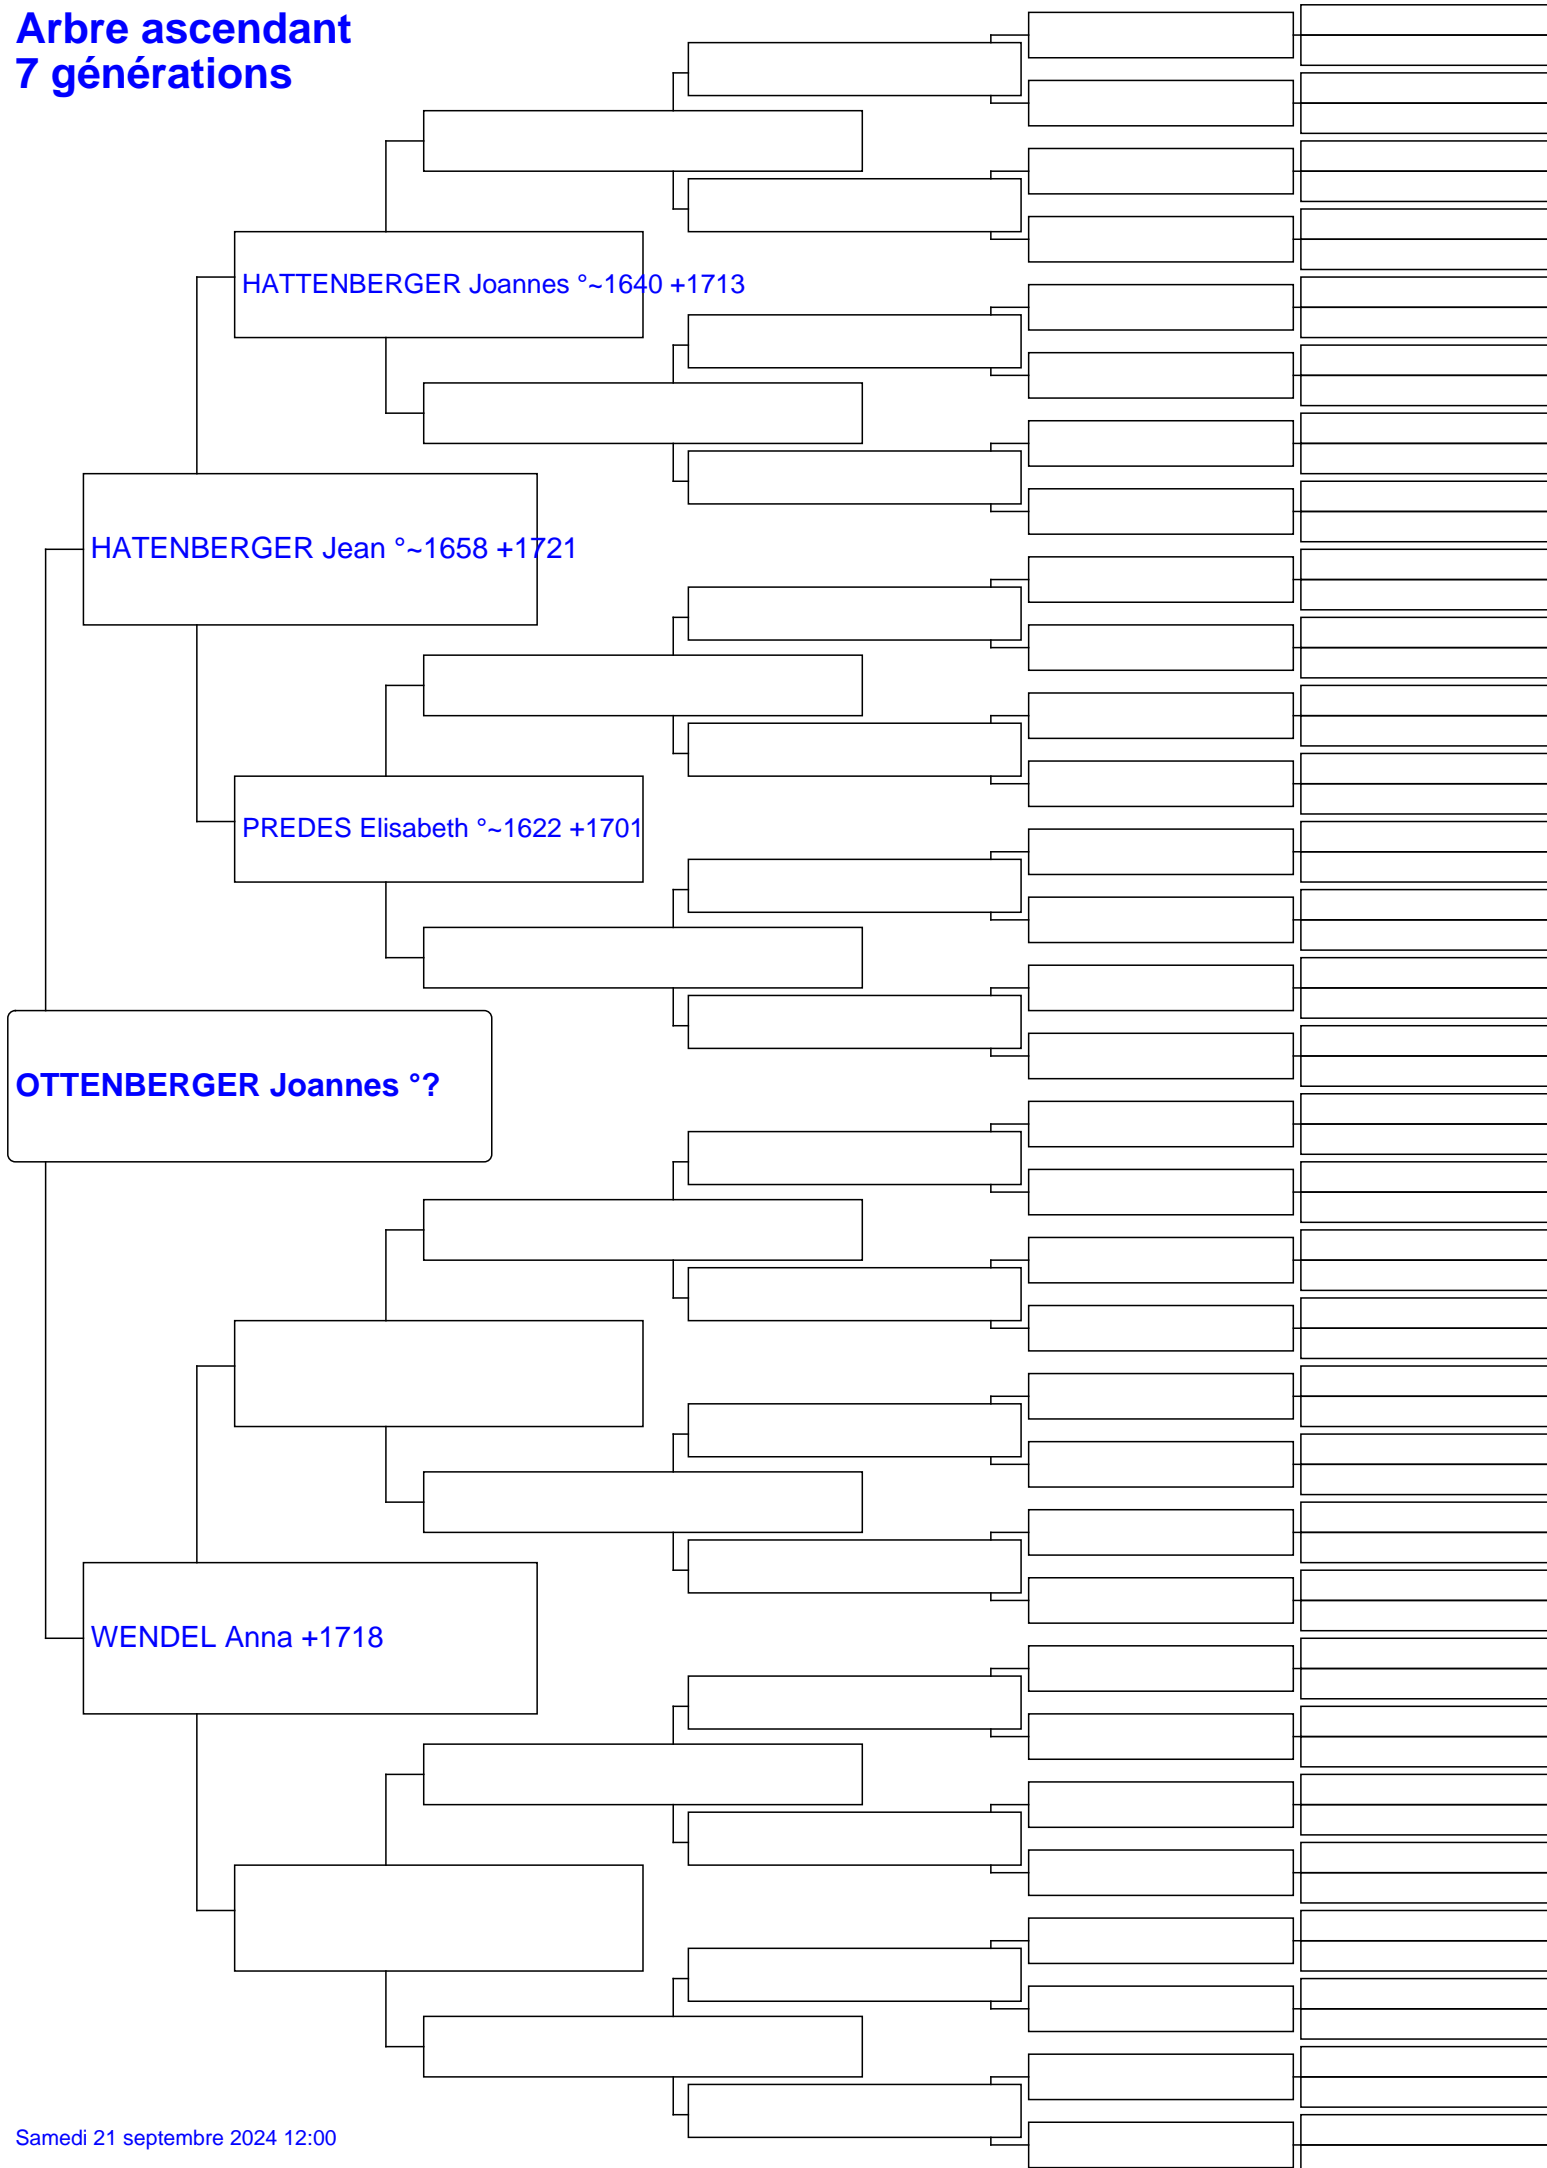 Arbre ascendant
7 générations
HATTENBERGER Joannes °~1640 +1713
HATENBERGER Jean °~1658 +1721
PREDES Elisabeth °~1622 +1701
OTTENBERGER Joannes °?
WENDEL Anna +1718
Samedi 21 septembre 2024 12:00